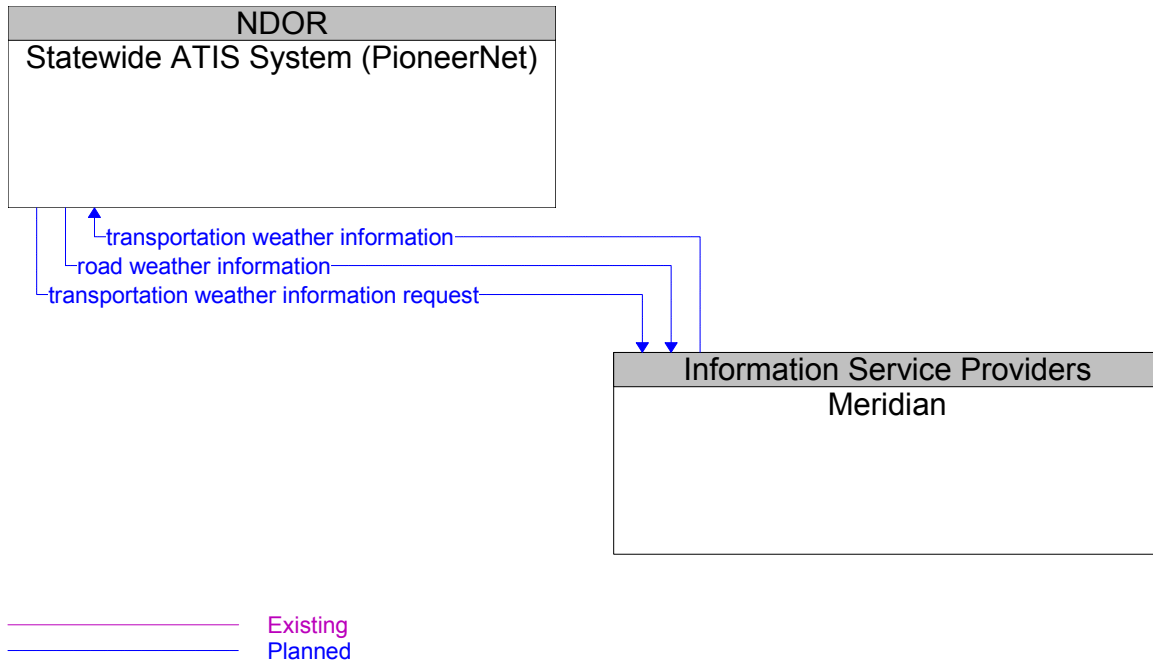 NDOR
Statewide ATIS System (PioneerNet)
transportation weather information
road weather information
transportation weather information request
Information Service Providers
Meridian
Existing
Planned